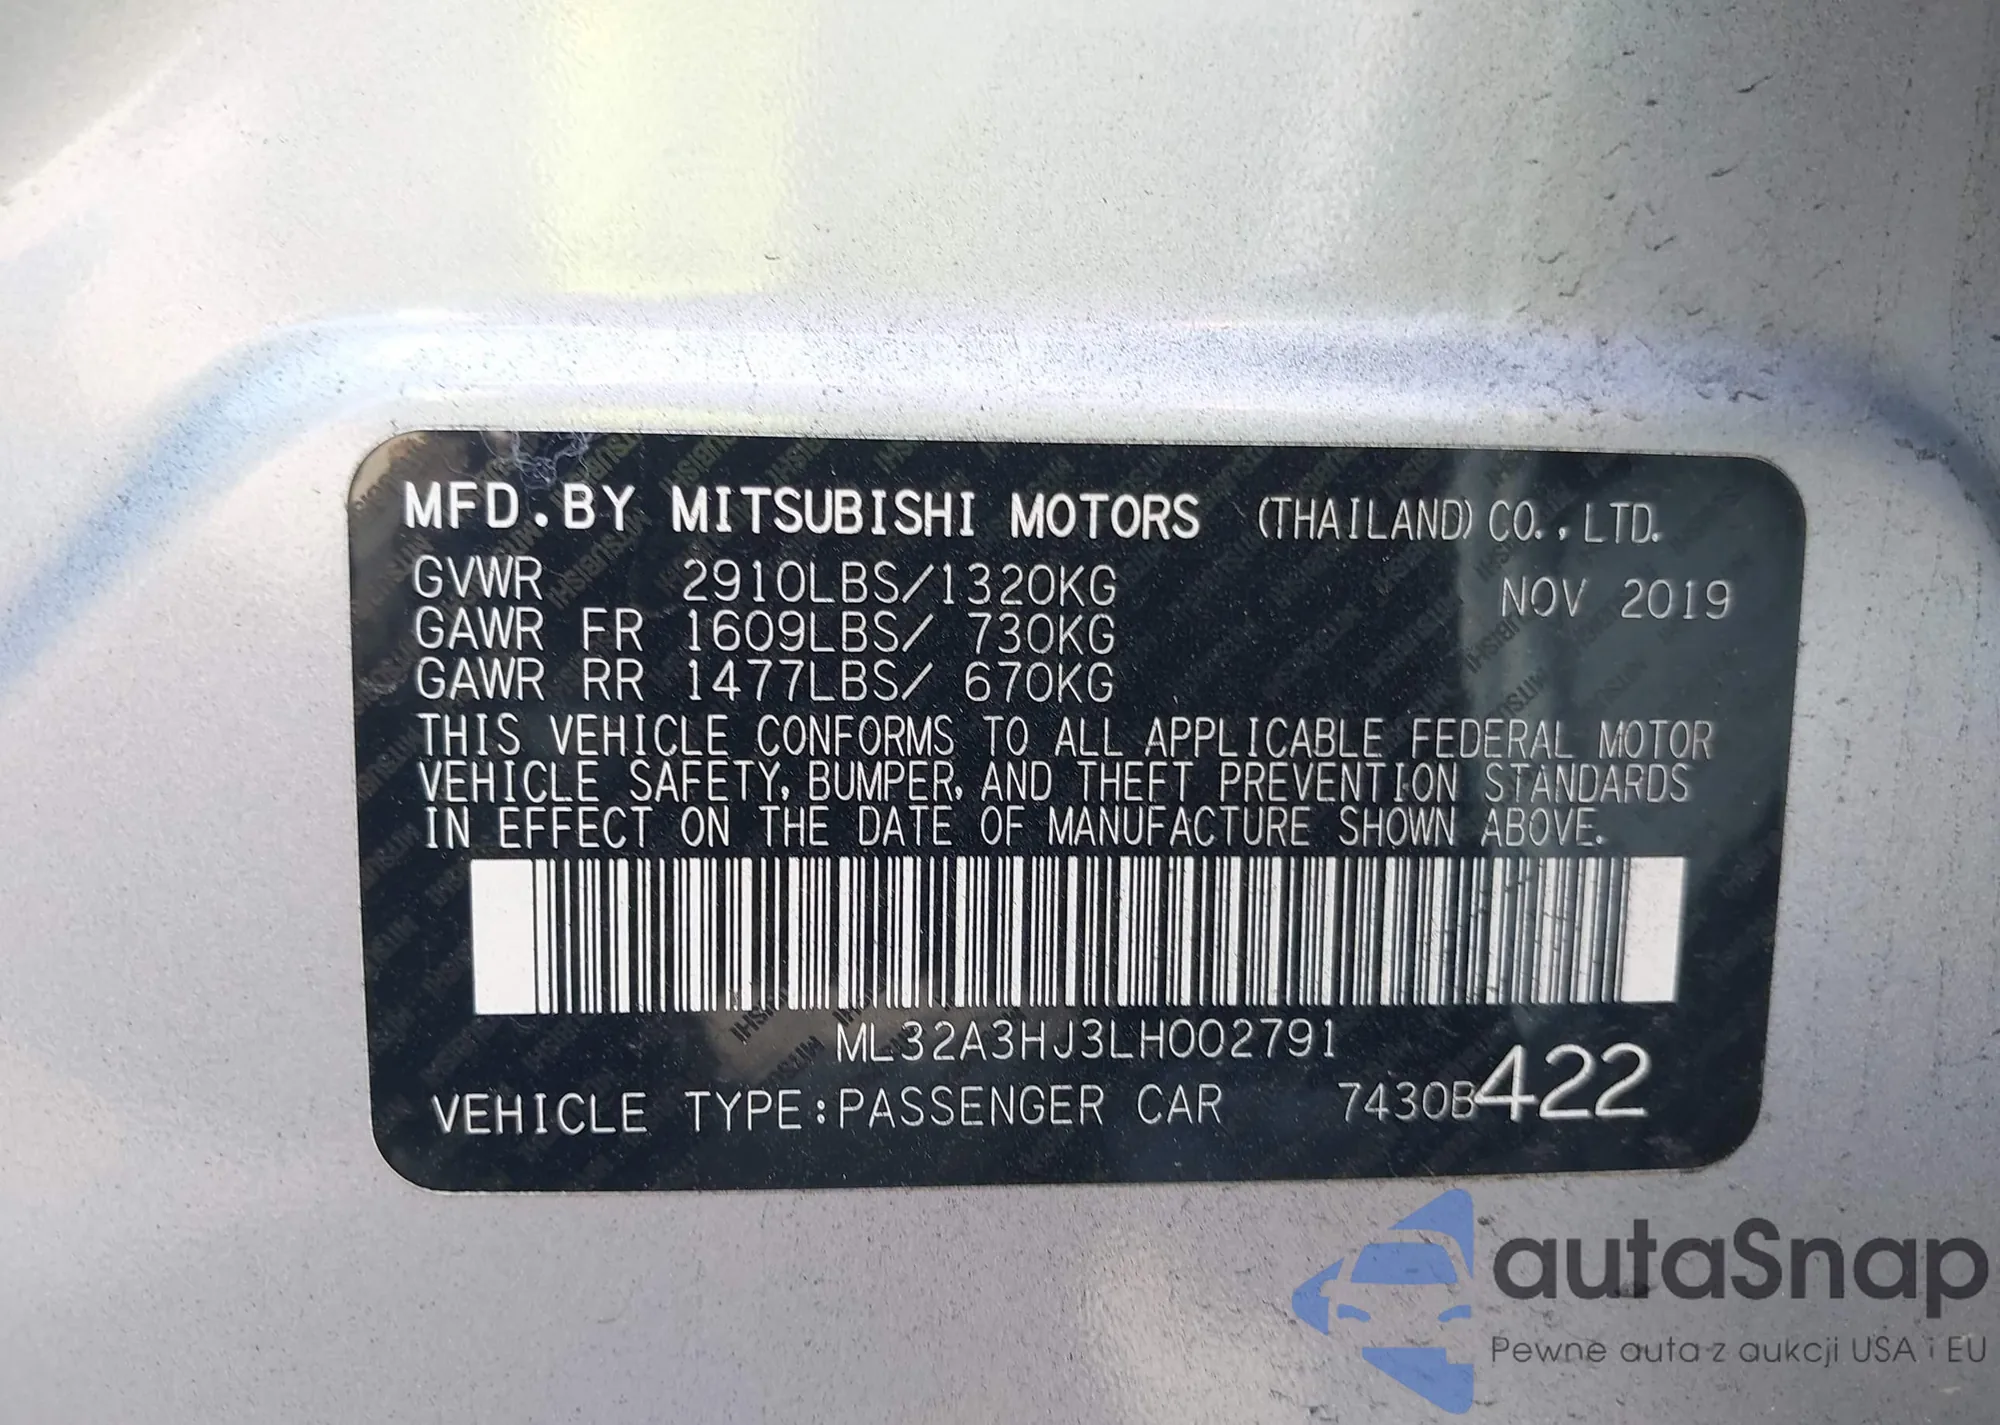 MFD.BY MITSUBISHI MOTORS (THAILAND) CO.,LTD.
GVWR 2910LBS/1320KG NOV 2019
GAWR FR 1609LBS/ 730KG
GAWR RR 1477LBS/ 670KG
THIS VEHICLE CONFORMS TO ALL APPLICABLE FEDERAL MOTOR
VEHICLE SAFETY, BUMPER, AND THEFT PREVENTION STANDARDS
IN EFFECT ON THE DATE OF MANUFACTURE SHOWN ABOVE.
ML32A3HJ3LH002791
VEHICLE TYPE:PASSENGER CAR 7430B422
autaSnap
Pewne auta z aukcji USA i EU